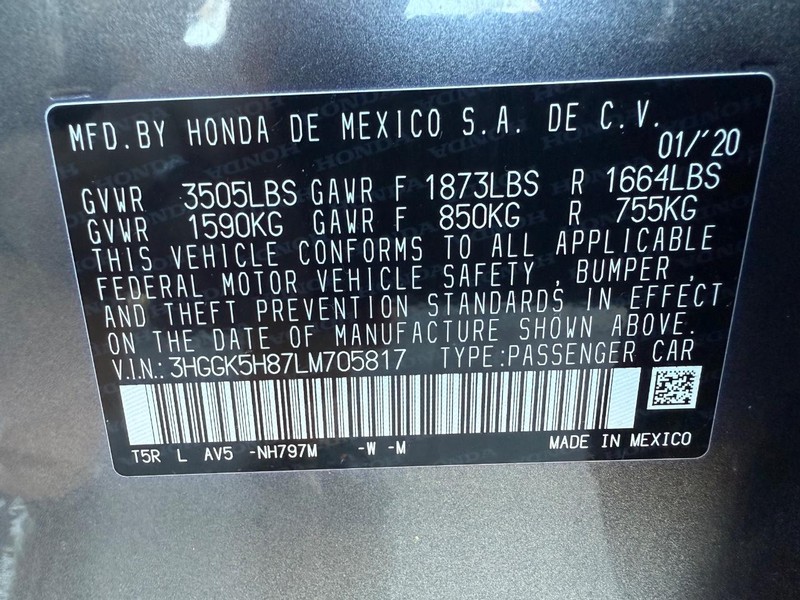 MFD.BY HONDA DE MEXICO S.A. DE C.V.
01/'20
GVWR 3505LBS GAWR F 1873LBS R 1664LBS
GVWR 1590KG GAWR F 850KG R 755KG
THIS VEHICLE CONFORMS TO ALL APPLICABLE
FEDERAL MOTOR VEHICLE SAFETY , BUMPER ,
AND THEFT PREVENTION STANDARDS IN EFFECT
ON THE DATE OF MANUFACTURE SHOWN ABOVE.
V.I.N.: 3HGGK5H87LM705817 TYPE:PASSENGER CAR
T5R L AV5 -NH797M -W -M MADE IN MEXICO